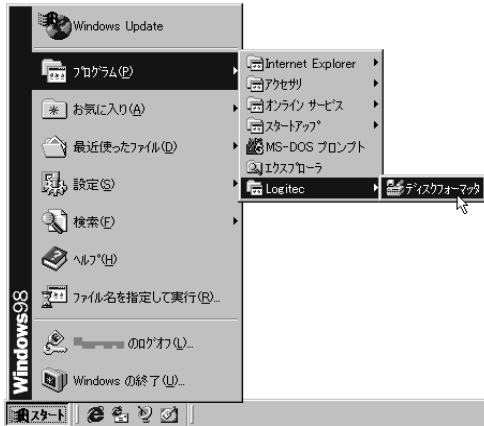 Windows Update
プログラム(P)
お気に入り(A)
最近使ったファイル(D)
設定(S)
検索(F)
ヘルプ(H)
ファイル名を指定して実行(R)...
のログオフ(L)...
Windows の終了(U)...
Windows98
スタート
Internet Explorer
アクセサリ
オンライン サービス
スタートアップ
MS-DOS プロンプト
エクスプローラ
Logitec
ディスクフォーマッタ